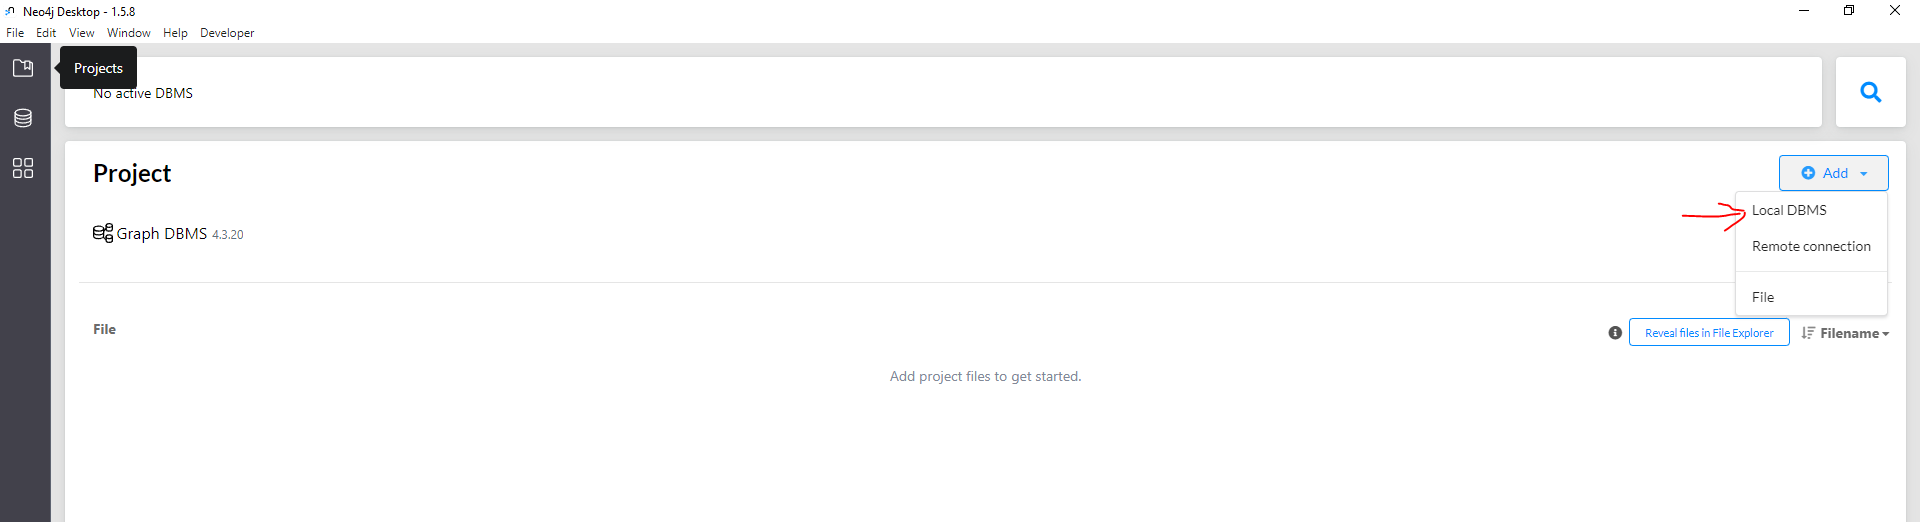 Neo4j Desktop - 1.5.8
File Edit View Window Help Developer
Projects
No active DBMS
Project
Add
Local DBMS
Graph DBMS 4.3.20
Remote connection
File
File
Reveal files in File Explorer
Filename
Add project files to get started.